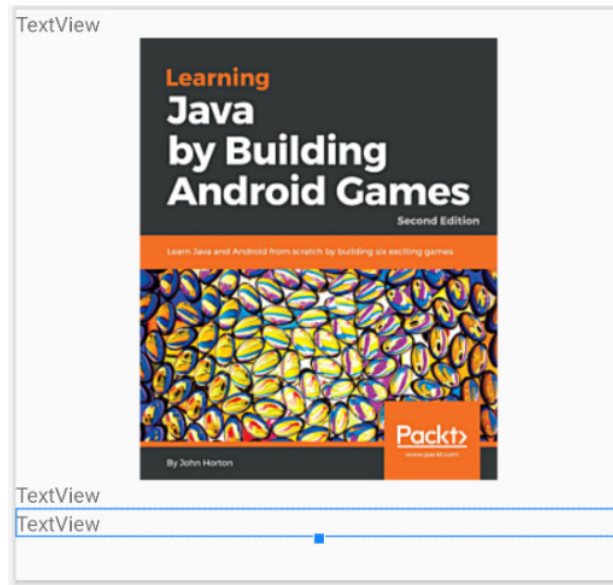 TextView
Learning
Java
by Building
Android Games
Second Edition
Learn Java and Android from scratch by building six exciting games
Packt>
www.packt.com
By John Horton
TextView
TextView